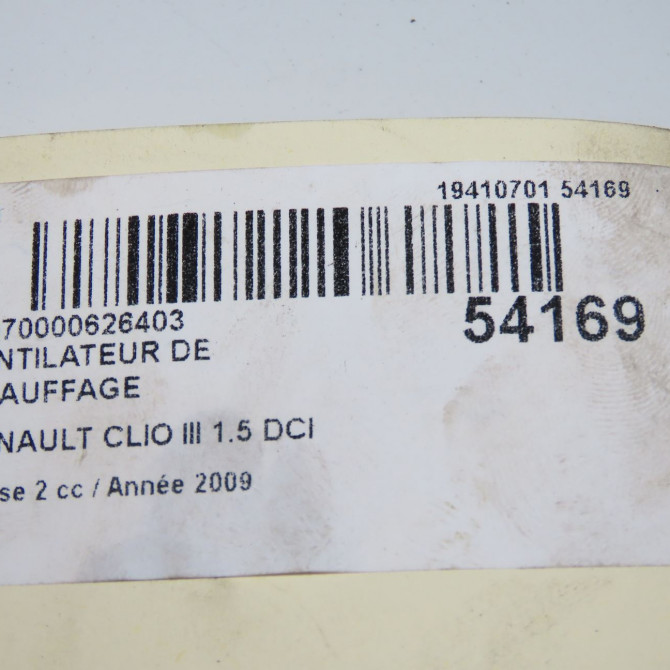 19410701 54169
70000626403
54169
NTILATEUR DE
AUFFAGE
NAULT CLIO III 1.5 DCI
se 2 cc / Année 2009